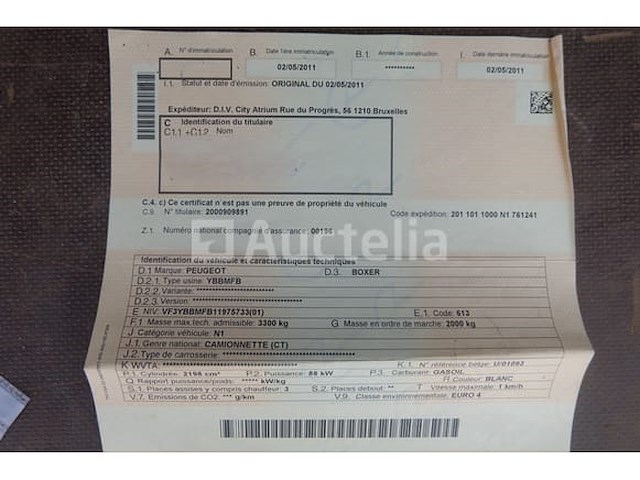 A. N° d'immatriculation B. Date 1ère immatriculation B.1 Année de construction I. Date dernière immatriculation
02/05/2011 ********** 02/05/2011
I.1. Statut et date d'émission: ORIGINAL DU 02/05/2011
Expéditeur: D.I.V, City Atrium Rue du Progrès, 56 1210 Bruxelles
C Identification du titulaire
C1.1 +C1.2 Nom
C.4. c) Ce certificat n'est pas une preuve de propriété du véhicule
C.9. N° titulaire: 2000909891 Code expédition: 201 101 1000 N1 761241
Z.1. Numéro national compagnie d'assurance:
Auctelia
Identification du véhicule et caractéristiques techniques
D.1 Marque: PEUGEOT D.3. BOXER
D.2.1. Type usine: YBBMFB
D.2.2. Variante:
D.2.3. Version:
E NIV: VF3YBBMFB11975733(01) E.1. Code: 613
F.1 Masse max.tech. admissible: 3300 kg G Masse en ordre de marche: 2000 kg
J Catégorie véhicule: N1
J.1. Genre national: CAMIONNETTE (CT)
J.2. Type de carrosserie:
K WVTA: K.1. N° référence belge:
P.1. Cylindrée: 2198 cm³ P.2. Puissance: 88 kW P.3. Carburant: GASOIL
Q Rapport puissance/poids: ***** kW/kg R Couleur: BLANC
S.1. Places assises y compris chauffeur: 3 S.2. Places debout: ** T Vitesse maximale: 1 km/h
V.7. Emissions de CO2: *** g/km V.9. Classe environnementale: EURO 4